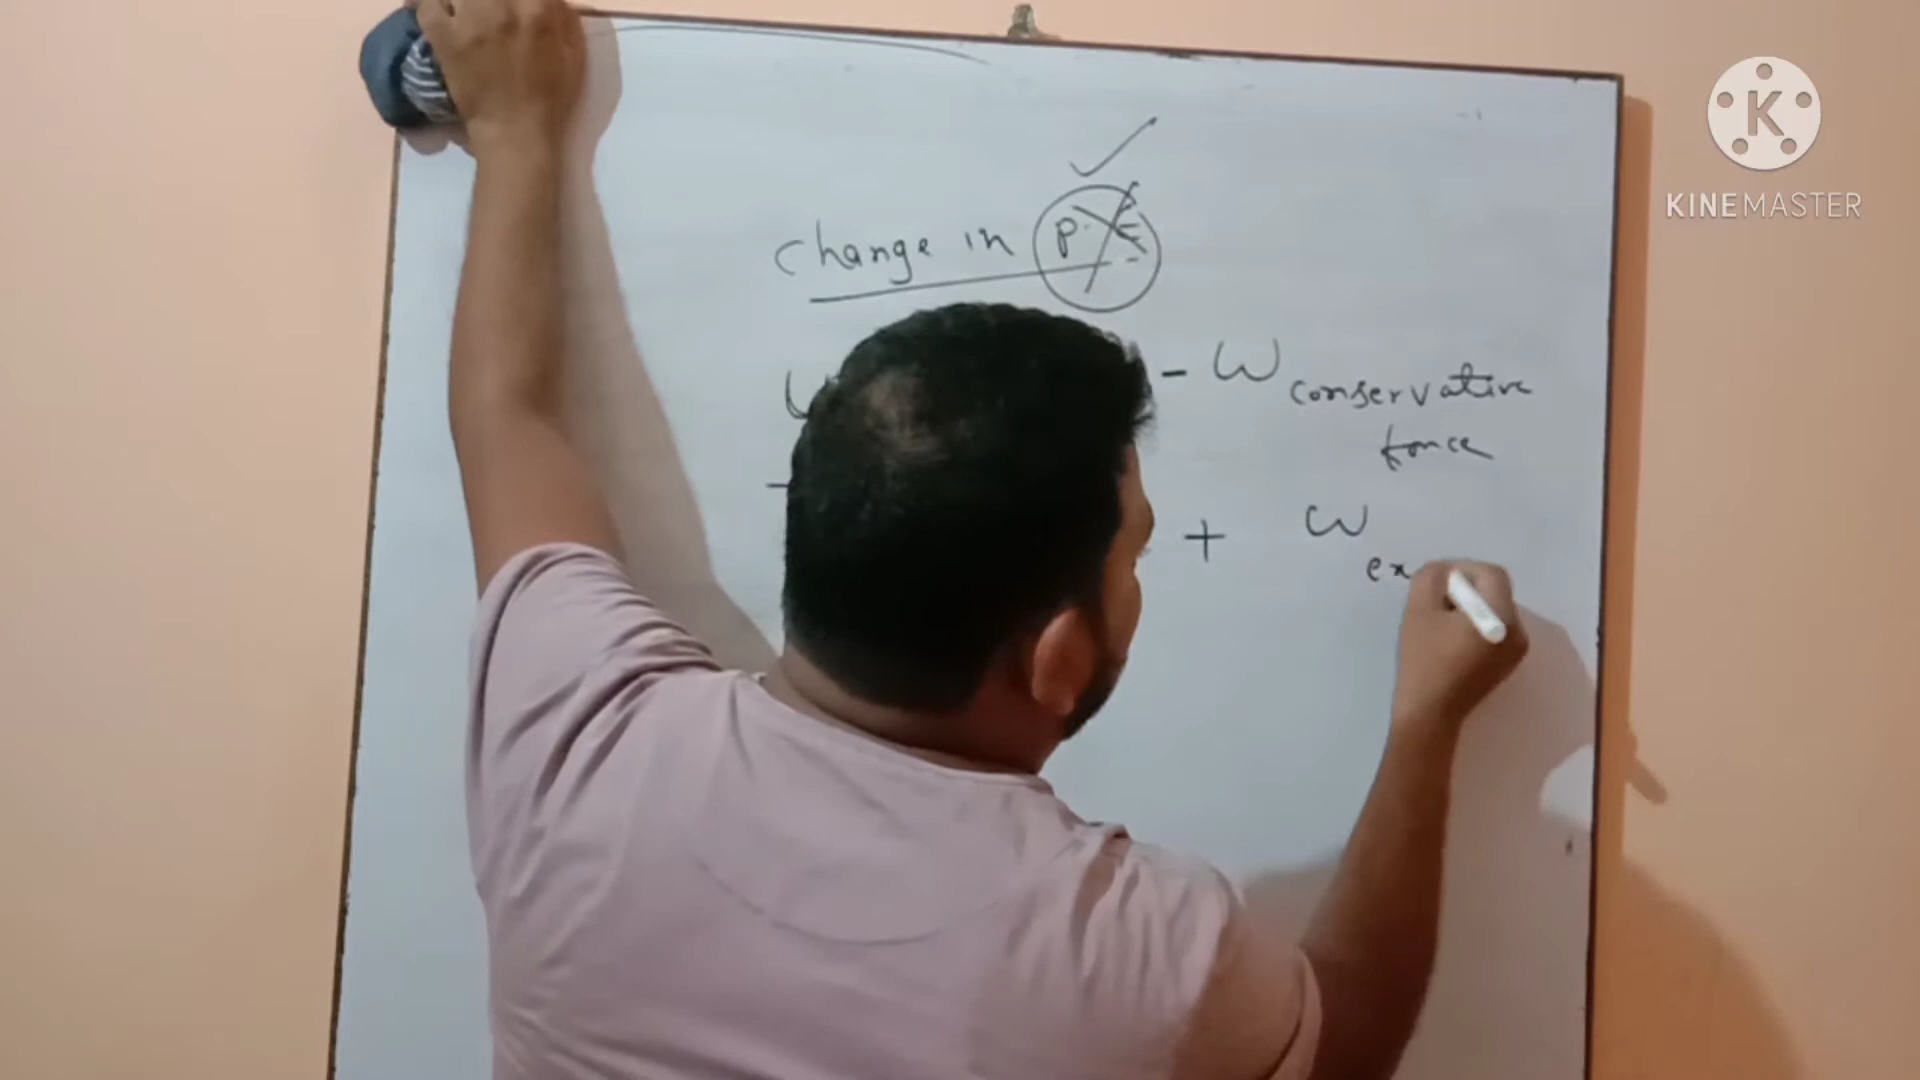 change in P.E
- W conservative
force
+ W
ex
K
KINEMASTER